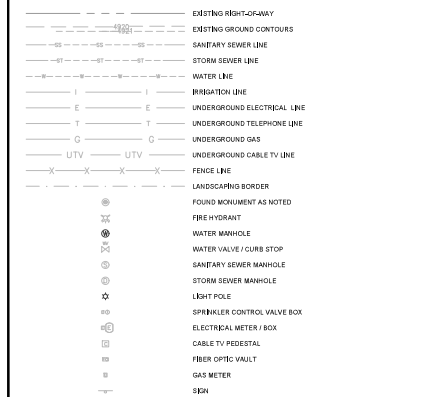 EXISTING RIGHT-OF-WAY
4920 4921 EXISTING GROUND CONTOURS
SS SS SS SANITARY SEWER LINE
ST ST ST STORM SEWER LINE
W W W W WATER LINE
I I IRRIGATION LINE
E E UNDERGROUND ELECTRICAL LINE
T T UNDERGROUND TELEPHONE LINE
G G UNDERGROUND GAS
UTV UTV UNDERGROUND CABLE TV LINE
X X X X FENCE LINE
LANDSCAPING BORDER
FOUND MONUMENT AS NOTED
FIRE HYDRANT
W WATER MANHOLE
WATER VALVE / CURB STOP
S SANITARY SEWER MANHOLE
D STORM SEWER MANHOLE
LIGHT POLE
SPRINKLER CONTROL VALVE BOX
E ELECTRICAL METER / BOX
C CABLE TV PEDESTAL
FIBER OPTIC VAULT
GAS METER
SIGN